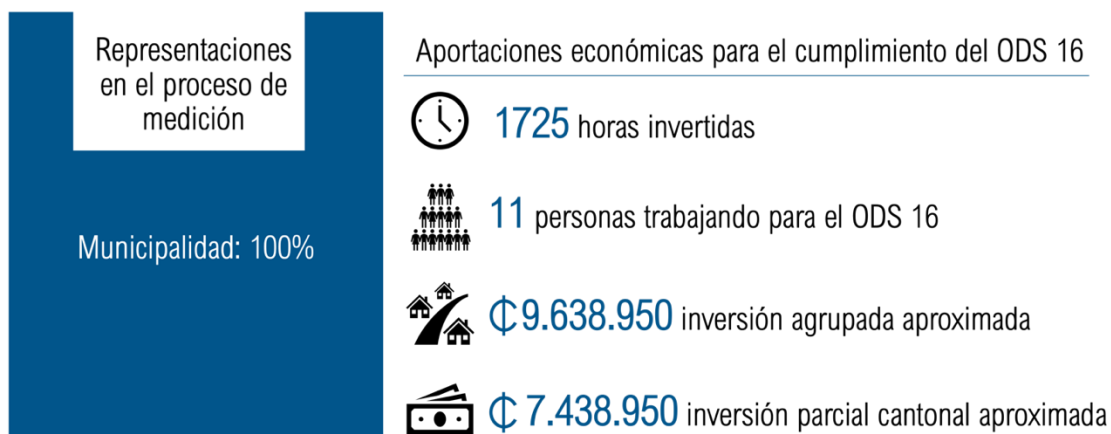 Representaciones
en el proceso de
medición
Municipalidad: 100%
Aportaciones económicas para el cumplimiento del ODS 16
1725 horas invertidas
11 personas trabajando para el ODS 16
₡9.638.950 inversión agrupada aproximada
₡ 7.438.950 inversión parcial cantonal aproximada